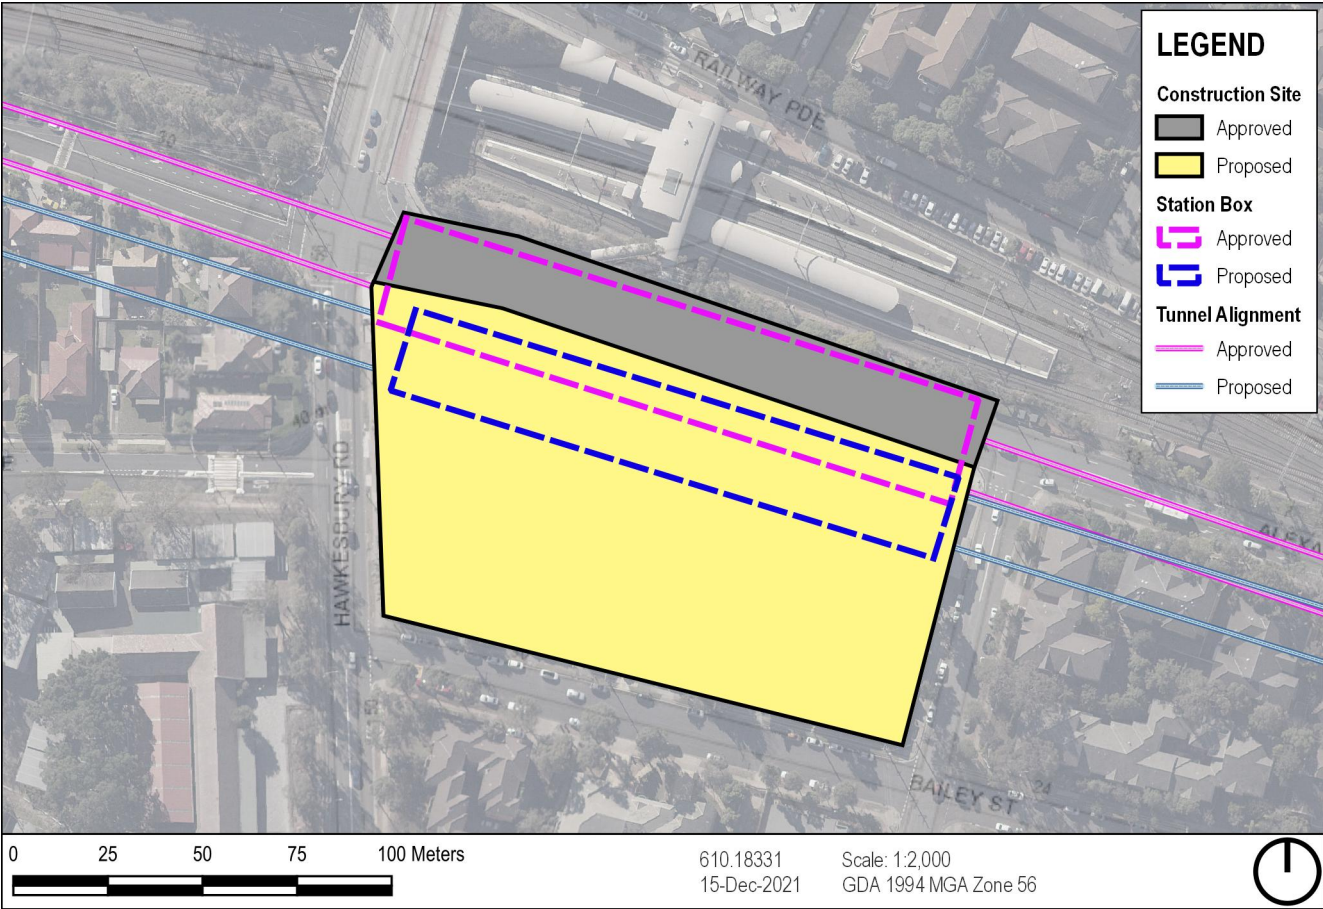 RAILWAY PDE
LEGEND
Construction Site
Approved
Proposed
Station Box
Approved
Proposed
Tunnel Alignment
Approved
Proposed
HAWKESBURY RD
ALEXA
BAILEY ST
24
0 25 50 75 100 Meters
610.18331 Scale: 1:2,000
15-Dec-2021 GDA 1994 MGA Zone 56